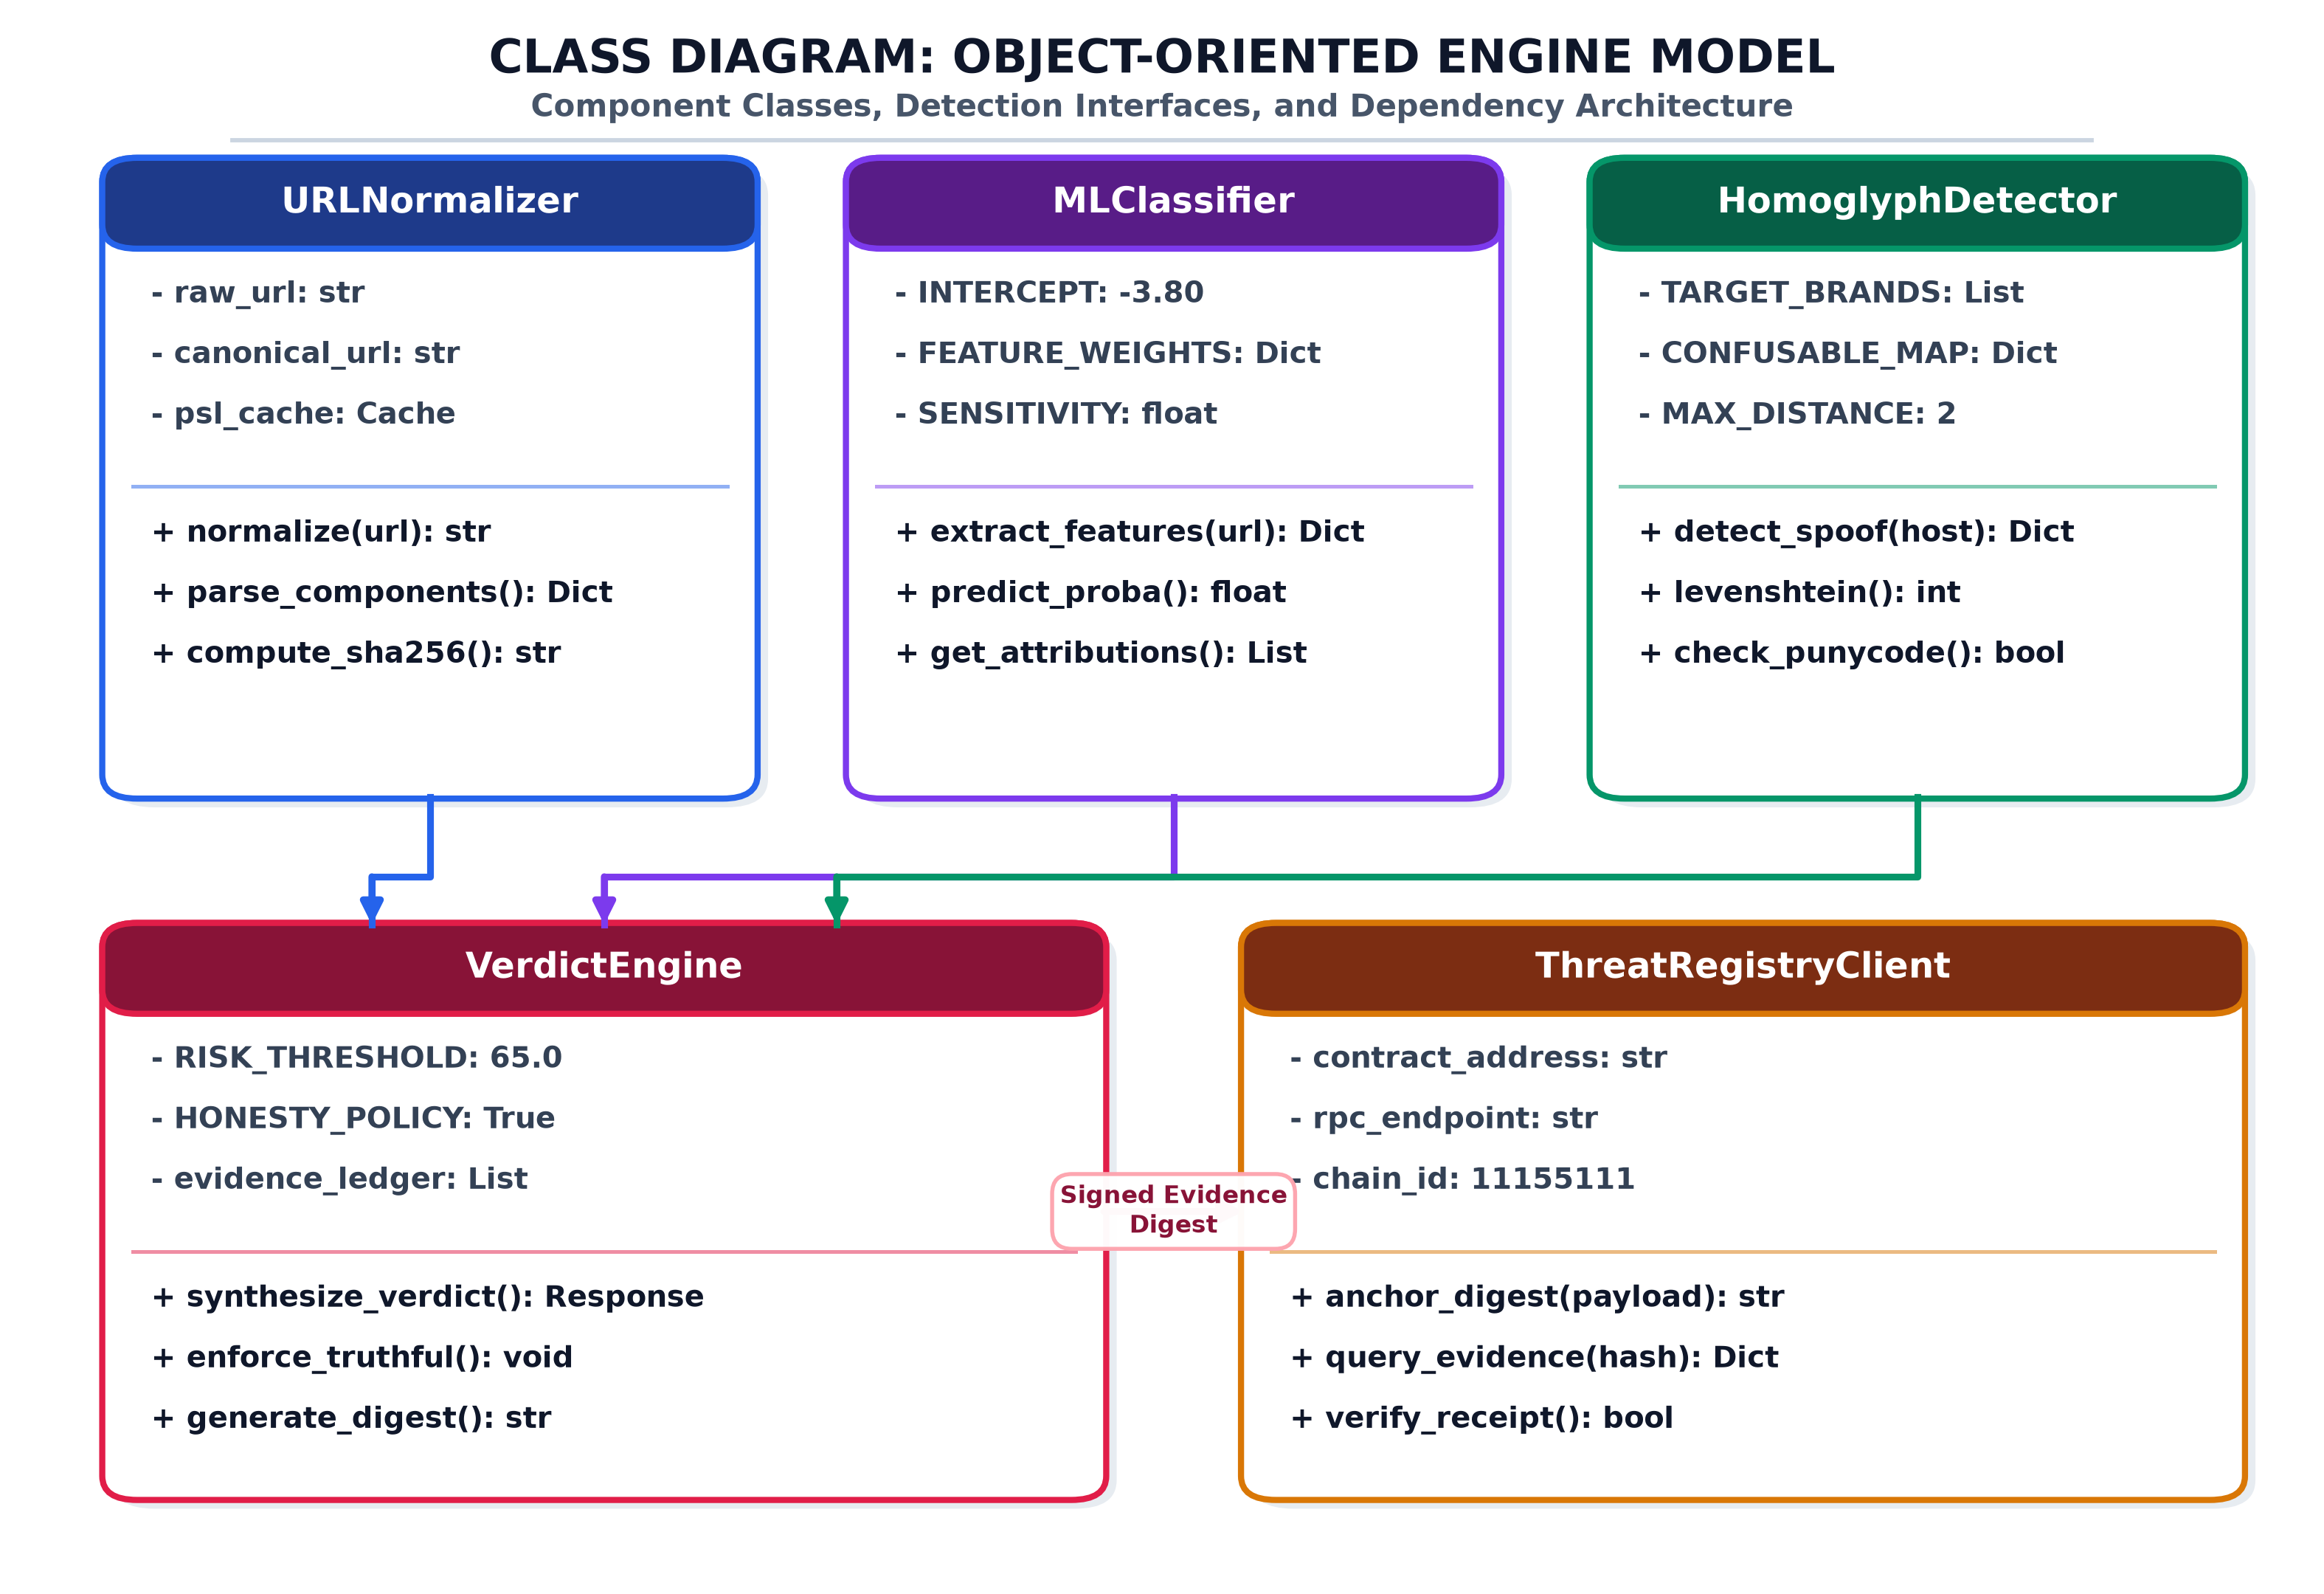 CLASS DIAGRAM: OBJECT-ORIENTED ENGINE MODEL
Component Classes, Detection Interfaces, and Dependency Architecture
URLNormalizer
- raw_url: str
- canonical_url: str
- psl_cache: Cache
+ normalize(url): str
+ parse_components(): Dict
+ compute_sha256(): str
MLClassifier
- INTERCEPT: -3.80
- FEATURE_WEIGHTS: Dict
- SENSITIVITY: float
+ extract_features(url): Dict
+ predict_proba(): float
+ get_attributions(): List
HomoglyphDetector
- TARGET_BRANDS: List
- CONFUSABLE_MAP: Dict
- MAX_DISTANCE: 2
+ detect_spoof(host): Dict
+ levenshtein(): int
+ check_punycode(): bool
VerdictEngine
- RISK_THRESHOLD: 65.0
- HONESTY_POLICY: True
- evidence_ledger: List
+ synthesize_verdict(): Response
+ enforce_truthful(): void
+ generate_digest(): str
Signed Evidence
Digest
ThreatRegistryClient
- contract_address: str
- rpc_endpoint: str
- chain_id: 11155111
+ anchor_digest(payload): str
+ query_evidence(hash): Dict
+ verify_receipt(): bool